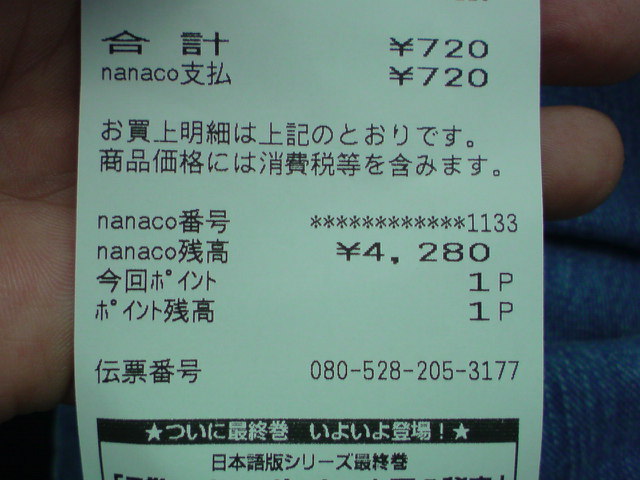 合計 ¥720
nanaco支払 ¥720
お買上明細は上記のとおりです。
商品価格には消費税等を含みます。
nanaco番号 ************1133
nanaco残高 ¥4,280
今回ポイント 1P
ポイント残高 1P
伝票番号 080-528-205-3177
★ついに最終巻 いよいよ登場!★
日本語版シリーズ最終巻